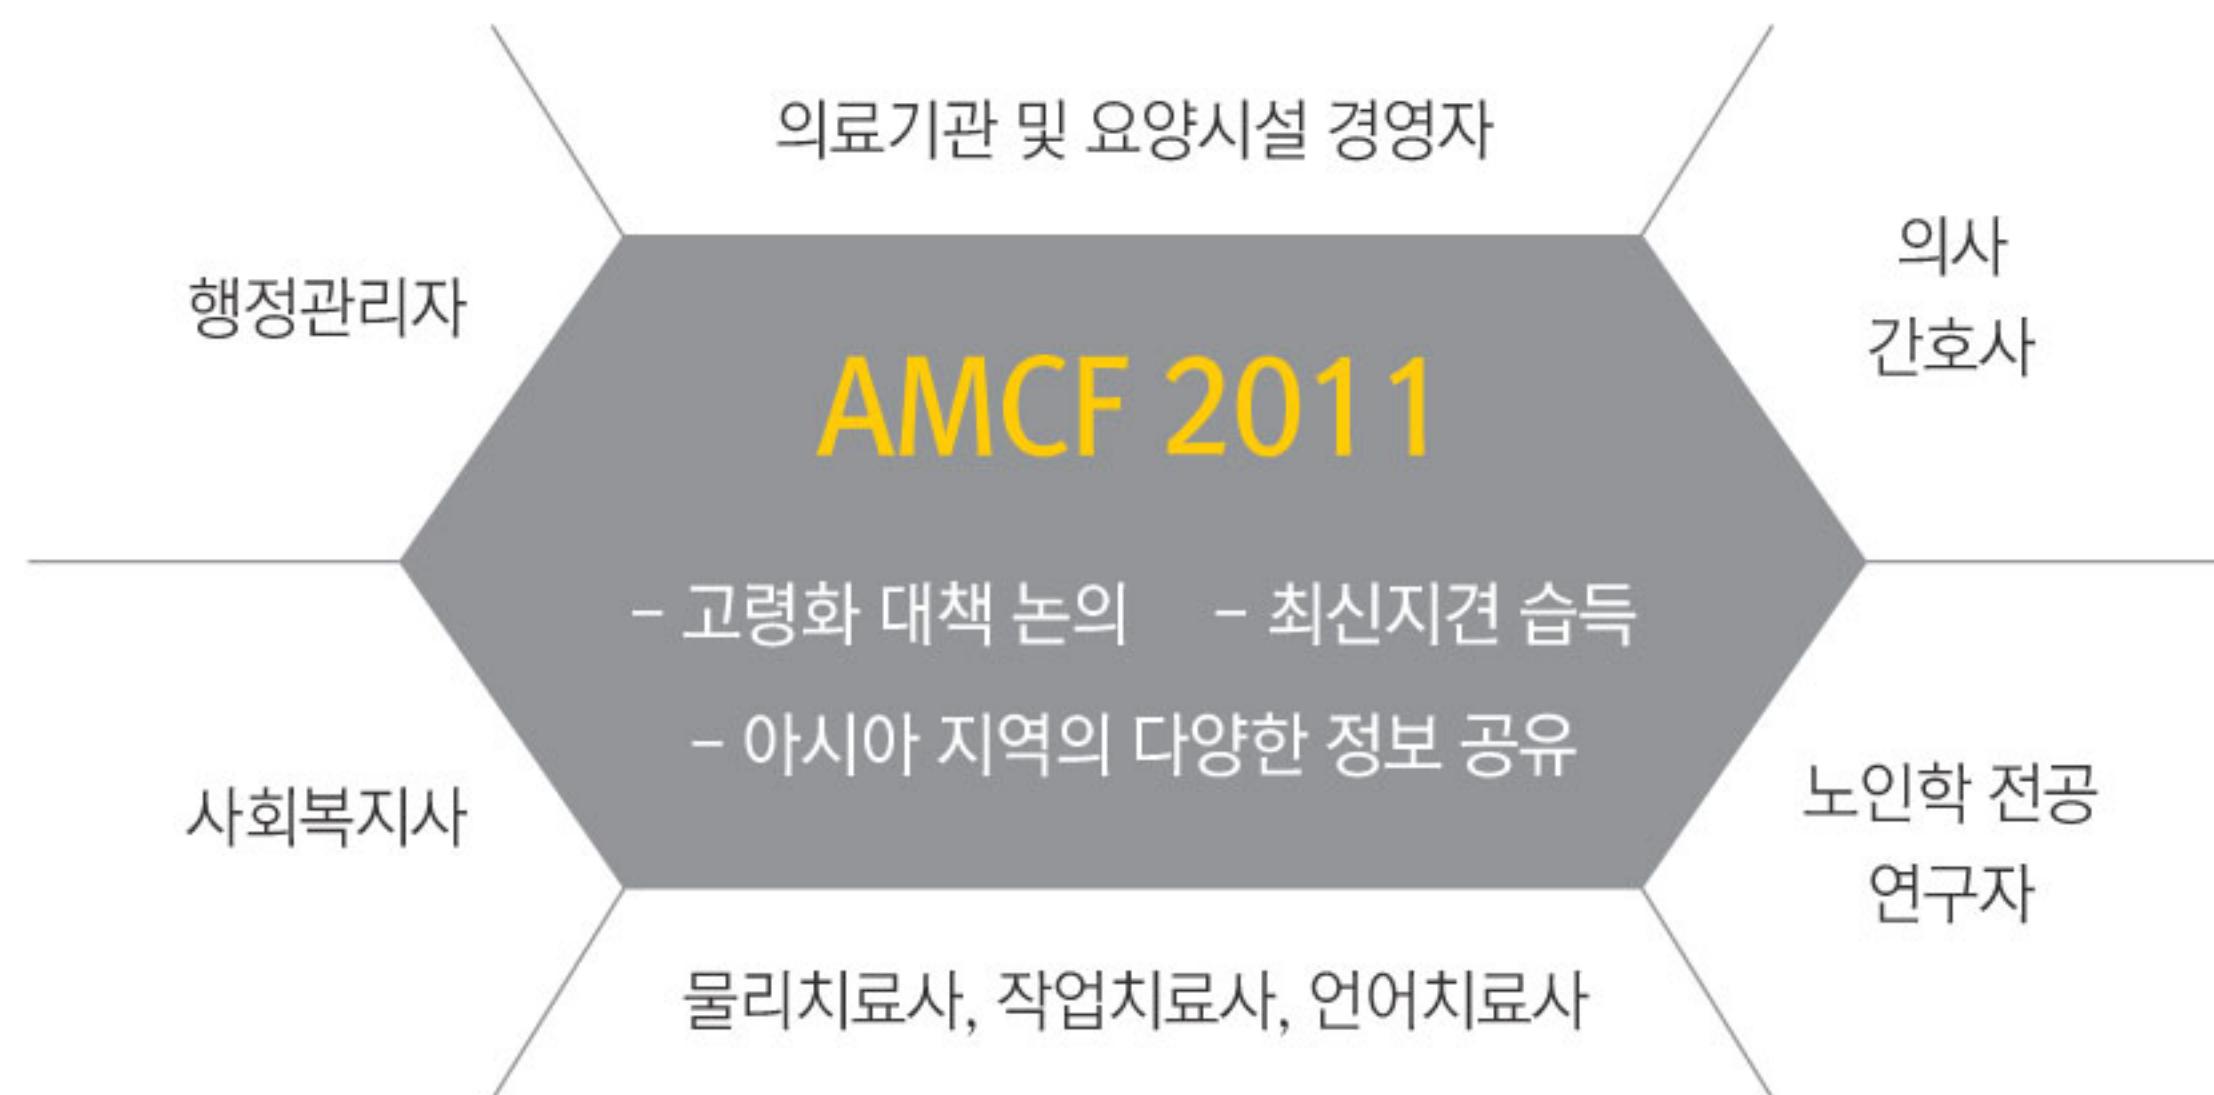 의료기관 및 요양시설 경영자
행정관리자
의사
간호사
AMCF 2011
- 고령화 대책 논의 - 최신지견 습득
- 아시아 지역의 다양한 정보 공유
사회복지사
노인학 전공
연구자
물리치료사, 작업치료사, 언어치료사